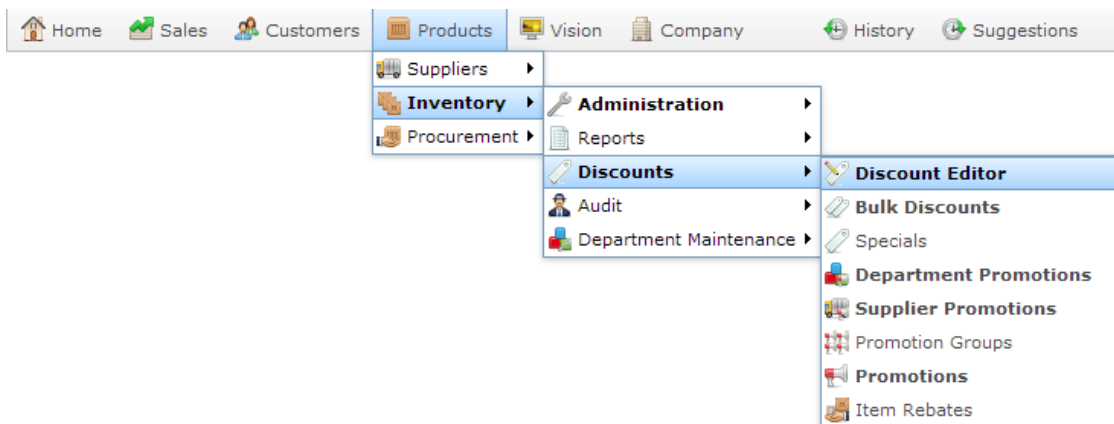 Home Sales Customers Products Vision Company History Suggestions
Suppliers
Inventory
Procurement
Administration
Reports
Discounts
Audit
Department Maintenance
Discount Editor
Bulk Discounts
Specials
Department Promotions
Supplier Promotions
Promotion Groups
Promotions
Item Rebates